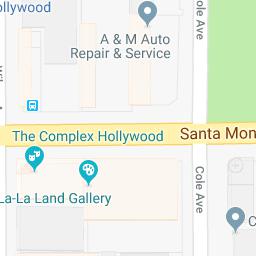 ollywood
A & M Auto
Repair & Service
Cole Ave
The Complex Hollywood
Santa Mon
La-La Land Gallery
Cole Ave
C